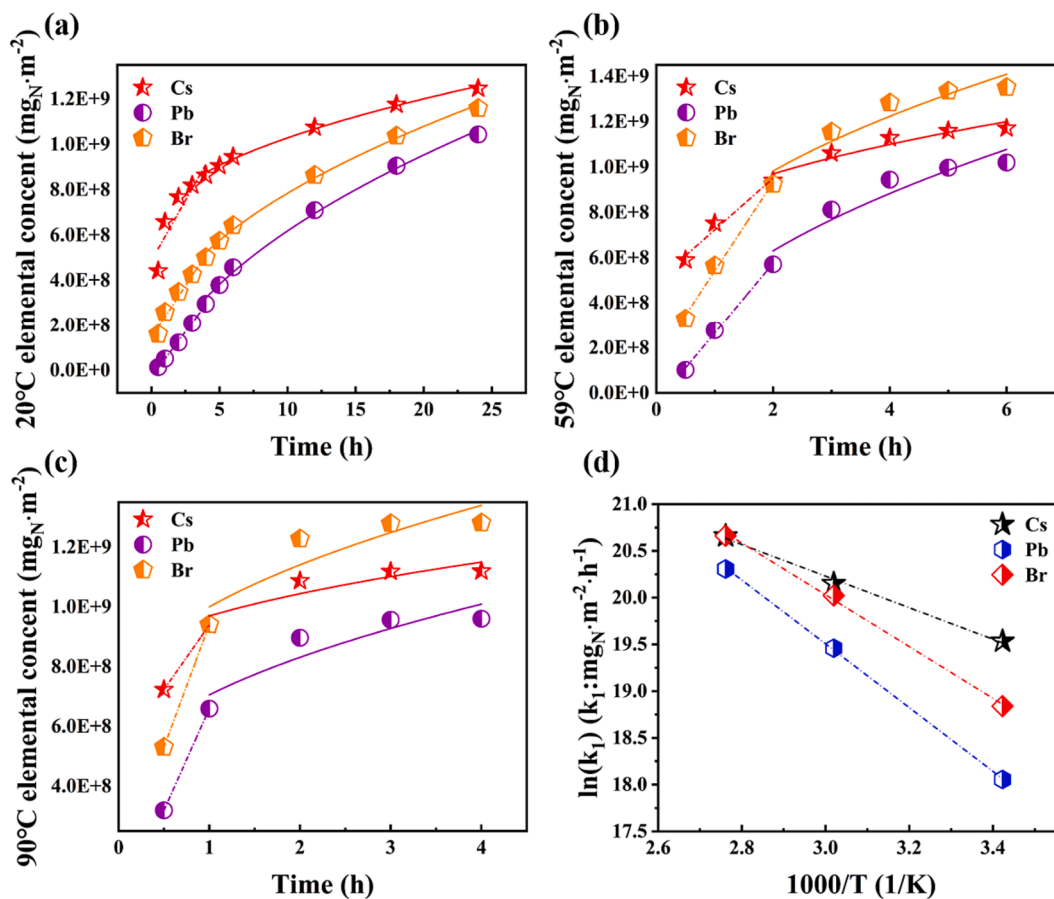 (a)
20°C elemental concent (mg_N·m⁻²)
Cs
Pb
Br
1.2E+9
1.0E+9
8.0E+8
6.0E+8
4.0E+8
2.0E+8
0.0E+0
0 5 10 15 20 25
Time (h)
(b)
59°C elemental concent (mg_N·m⁻²)
Cs
Pb
Br
1.4E+9
1.2E+9
1.0E+9
8.0E+8
6.0E+8
4.0E+8
2.0E+8
0.0E+0
0 2 4 6
Time (h)
(c)
90°C elemental concent (mg_N·m⁻²)
Cs
Pb
Br
1.2E+9
1.0E+9
8.0E+8
6.0E+8
4.0E+8
0 1 2 3 4
Time (h)
(d)
ln(k₁) (k₁:mg_N·m⁻²·h⁻¹)
Cs
Pb
Br
21.0
20.5
20.0
19.5
19.0
18.5
18.0
17.5
2.6 2.8 3.0 3.2 3.4
1000/T (1/K)